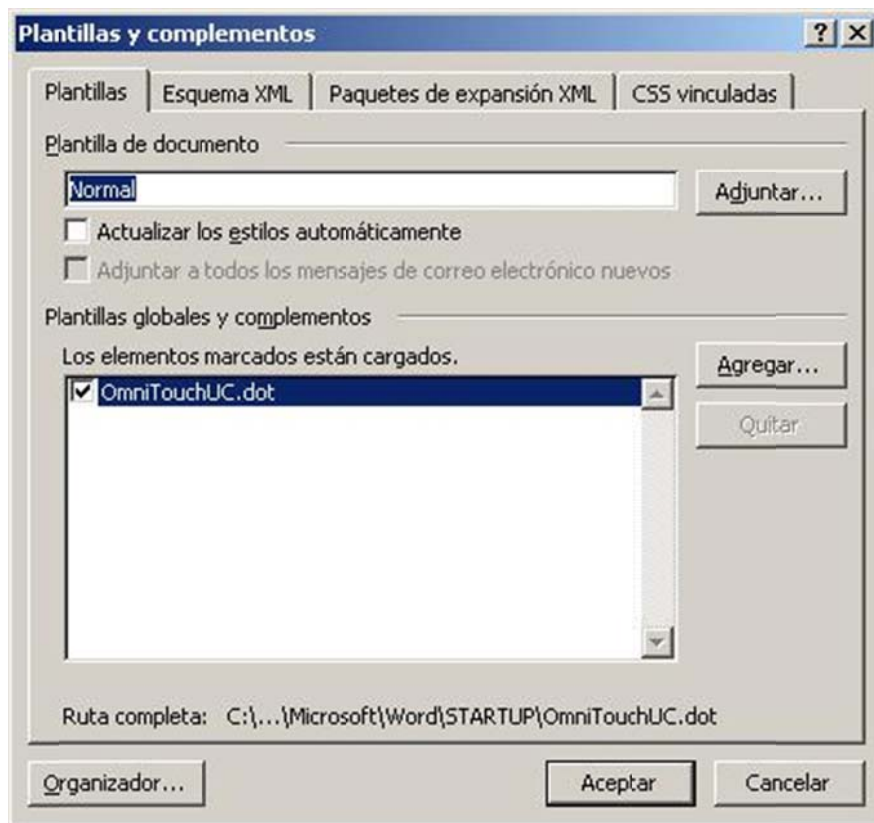 Plantillas y complementos
Plantillas Esquema XML Paquetes de expansión XML CSS vinculadas
Plantilla de documento
Normal Adjuntar...
Actualizar los estilos automáticamente
Adjuntar a todos los mensajes de correo electrónico nuevos
Plantillas globales y complementos
Los elementos marcados están cargados. Agregar...
OmniTouchUC.dot
Quitar
Ruta completa: C:\...\Microsoft\Word\STARTUP\OmniTouchUC.dot
Organizador... Aceptar Cancelar